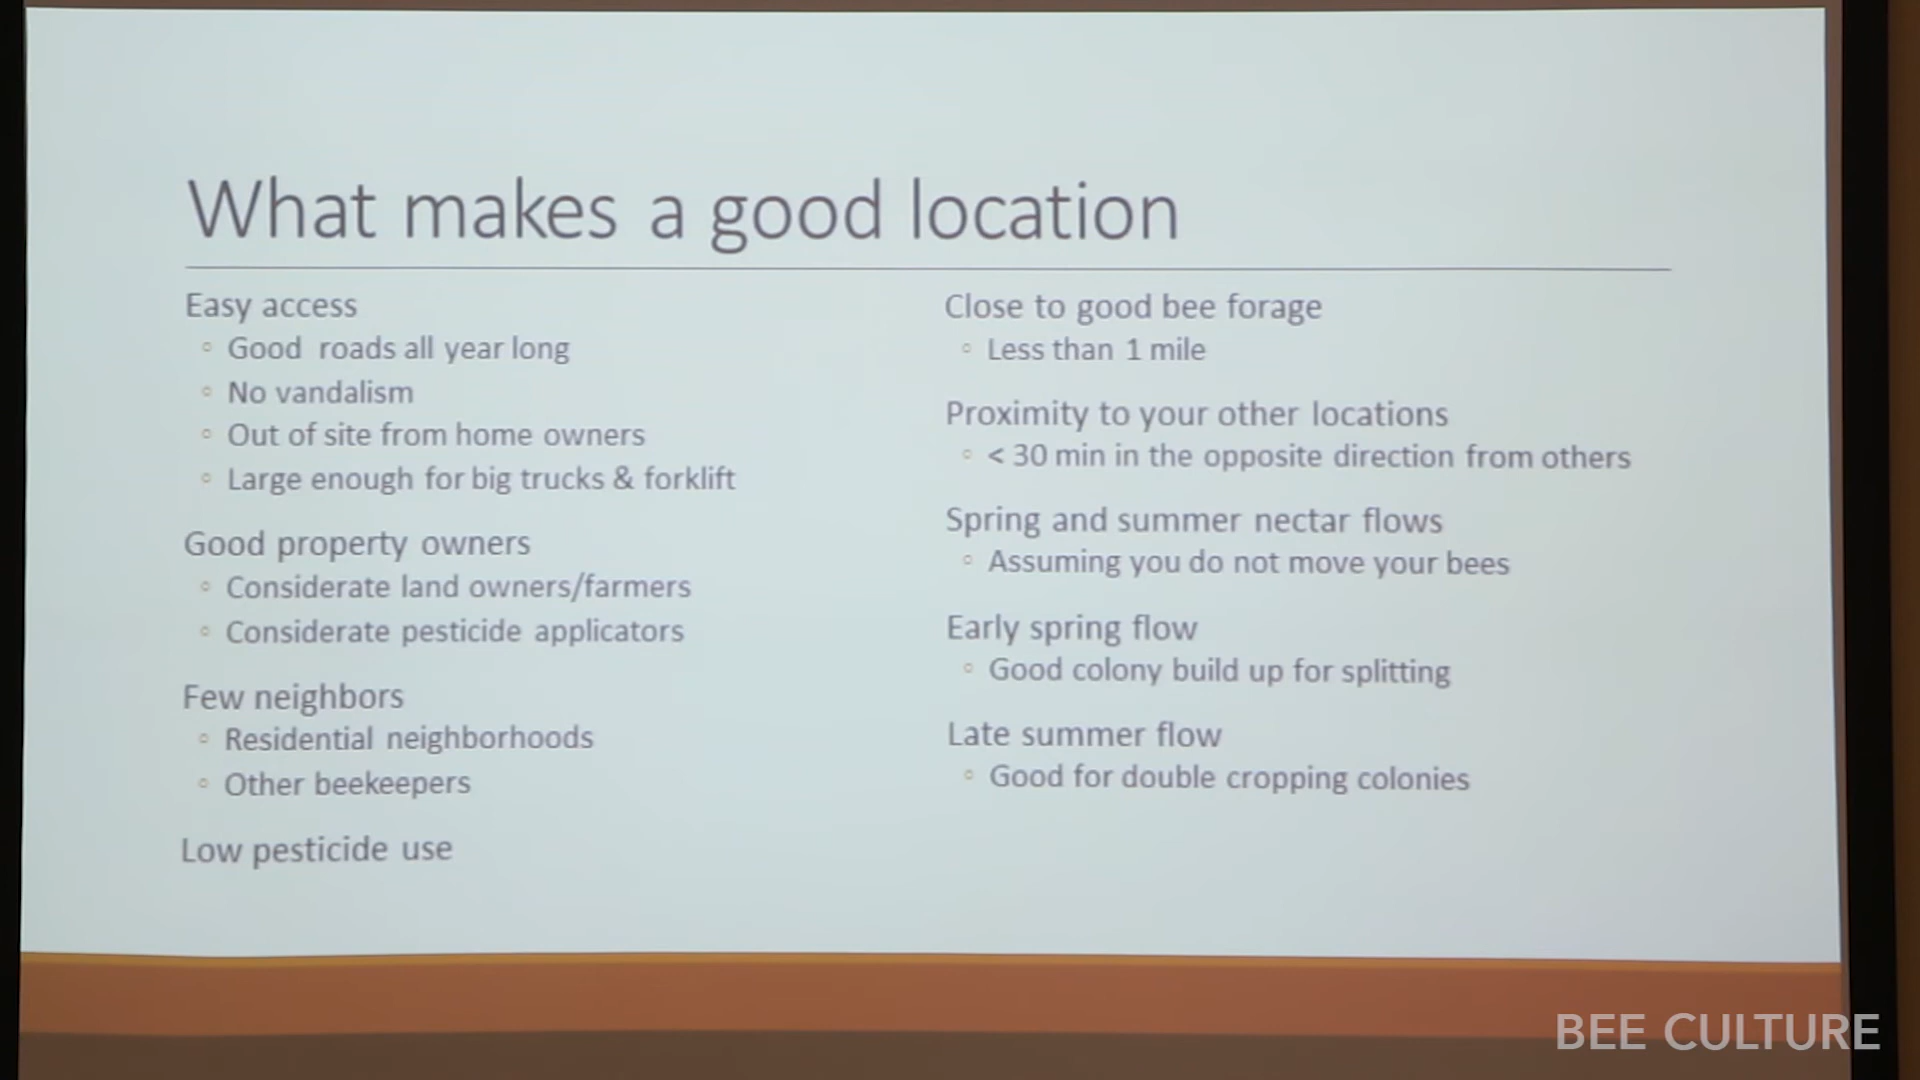 What makes a good location
Easy access
Good roads all year long
No vandalism
Out of site from home owners
Large enough for big trucks & forklift
Good property owners
Considerate land owners/farmers
Considerate pesticide applicators
Few neighbors
Residential neighborhoods
Other beekeepers
Low pesticide use
Close to good bee forage
Less than 1 mile
Proximity to your other locations
< 30 min in the opposite direction from others
Spring and summer nectar flows
Assuming you do not move your bees
Early spring flow
Good colony build up for splitting
Late summer flow
Good for double cropping colonies
BEE CULTURE